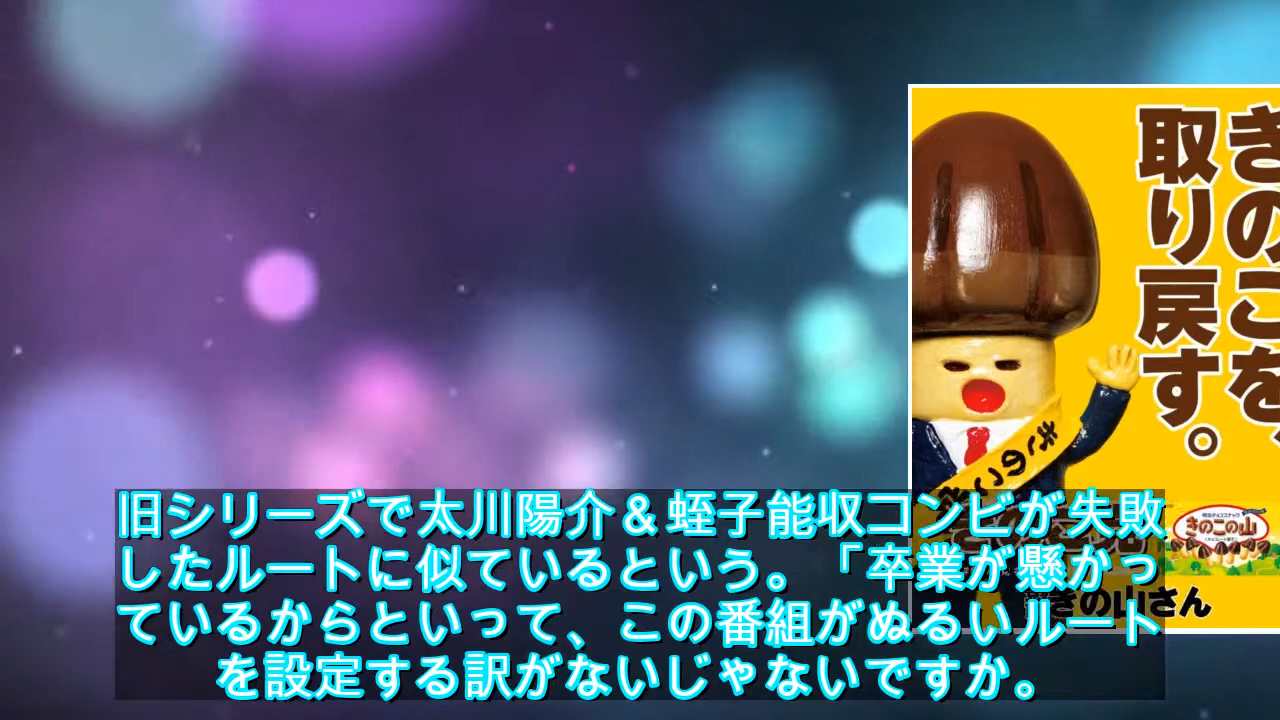 きのこを、
取り戻す。
きのこの
きのこの山
旧シリーズで太川陽介＆蛭子能収コンビが失敗
したルートに似ているという。「卒業が懸かっ
ているからといって、この番組がぬるいルート
を設定する訳がないじゃないですか。
ぎの山さん